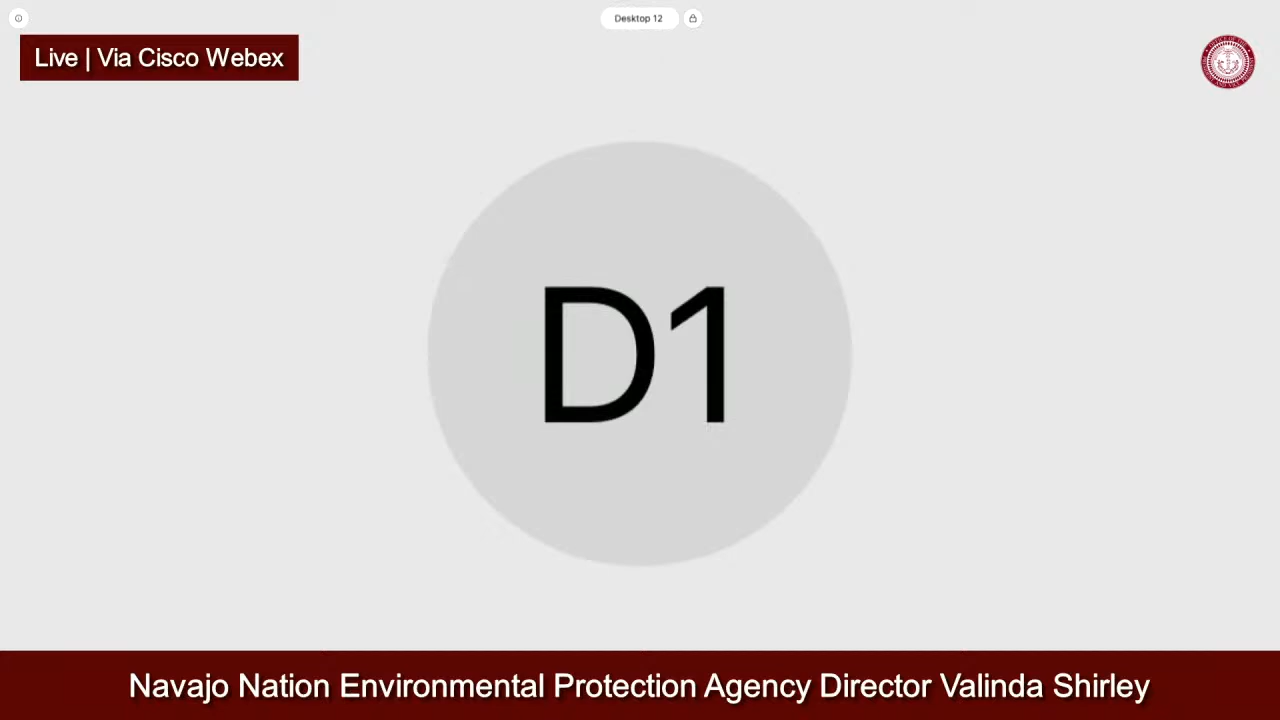 Desktop 12
Live | Via Cisco Webex
D1
Navajo Nation Environmental Protection Agency Director Valinda Shirley